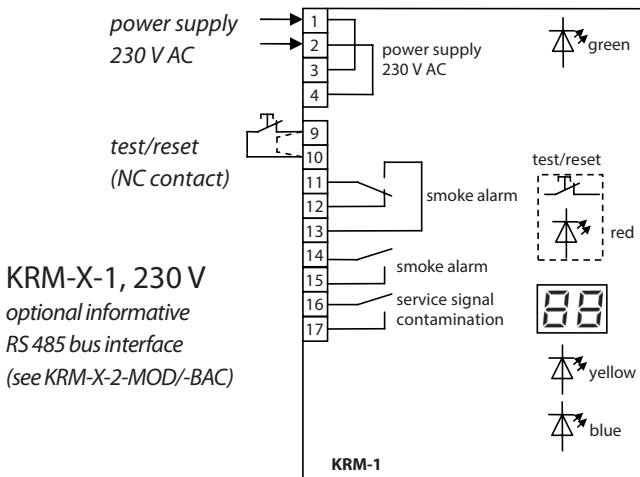 power supply
230 V AC
1
2
3
4
power supply
230 V AC
green
test/reset
(NC contact)
9
10
11
12
13
14
15
16
17
smoke alarm
smoke alarm
service signal
contamination
test/reset
red
88
yellow
blue
KRM-X-1, 230 V
optional informative
RS 485 bus interface
(see KRM-X-2-MOD/-BAC)
KRM-1